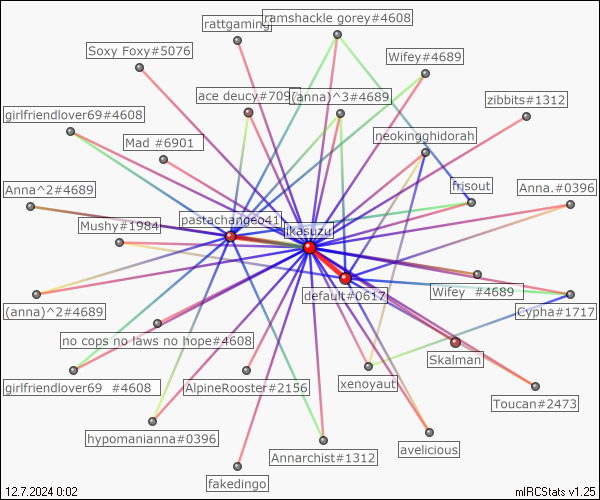 ramshackle gorey#4608
rattgaming
Soxy Foxy#5076
Wifey#4689
ace deucy#709
(anna)^3#4689
zibbits#1312
girlfriendlover69#4608
Mad #6901
neokingghidorah
Anna^2#4689
frisout
Anna.#0396
Mushy#1984
pastachangeo41
jikasuzu
default#0617
Wifey #4689
(anna)^2#4689
Cypha#1717
no cops no laws no hope#4608
Skalman
girlfriendlover69 #4608
AlpineRooster#2156
xenoyaut
Toucan#2473
hypomanianna#0396
Annarchist#1312
avelicious
fakedingo
12.7.2024 0:02
mIRCStats v1.25